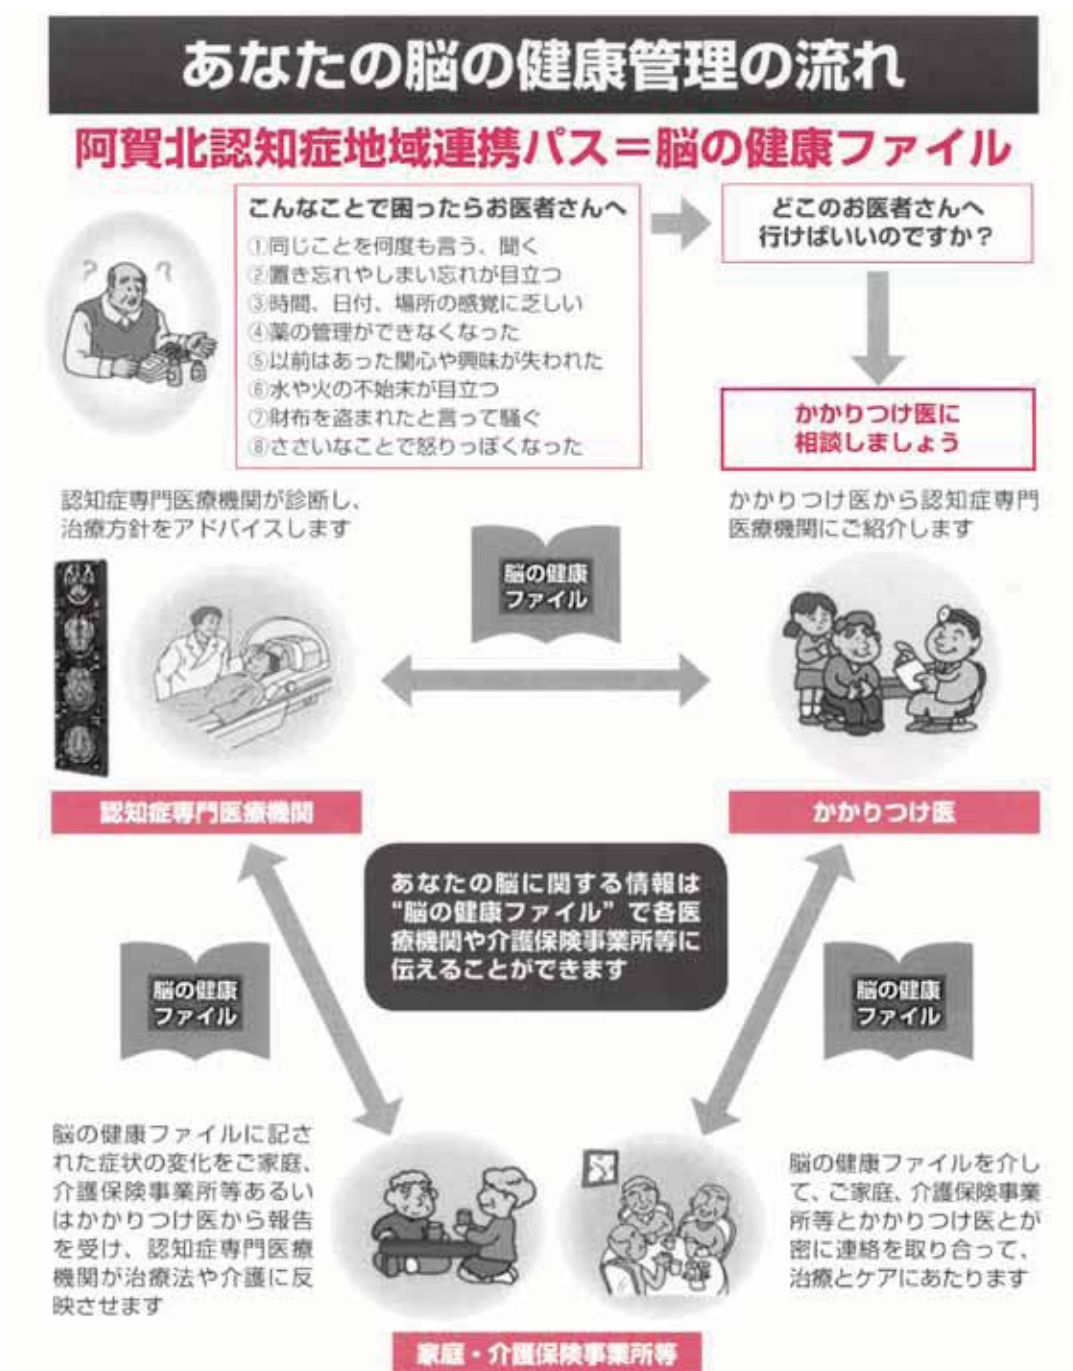 あなたの脳の健康管理の流れ
阿賀北認知症地域連携パス＝脳の健康ファイル
こんなことで困ったらお医者さんへ
①同じことを何度も言う、聞く
②置き忘れやしまい忘れが目立つ
③時間、日付、場所の感覚に乏しい
④薬の管理ができなくなった
⑤以前はあった関心や興味が失われた
⑥水や火の不始末が目立つ
⑦財布を盗まれたと言って騒ぐ
⑧ささいなことで怒りっぽくなった
どこのお医者さんへ
行けばいいのですか？
かかりつけ医に
相談しましょう
認知症専門医療機関が診断し、
治療方針をアドバイスします
かかりつけ医から認知症専門
医療機関にご紹介します
脳の健康
ファイル
認知症専門医療機関
かかりつけ医
あなたの脳に関する情報は
“脳の健康ファイル”で各医
療機関や介護保険事業所等に
伝えることができます
脳の健康
ファイル
脳の健康
ファイル
脳の健康ファイルに記さ
れた症状の変化をご家庭、
介護保険事業所等あるい
はかかりつけ医から報告
を受け、認知症専門医療
機関が治療法や介護に反
映させます
脳の健康ファイルを介し
て、ご家庭、介護保険事業
所等とかかりつけ医とが
密に連絡を取り合って、
治療とケアにあたります
家庭・介護保険事業所等